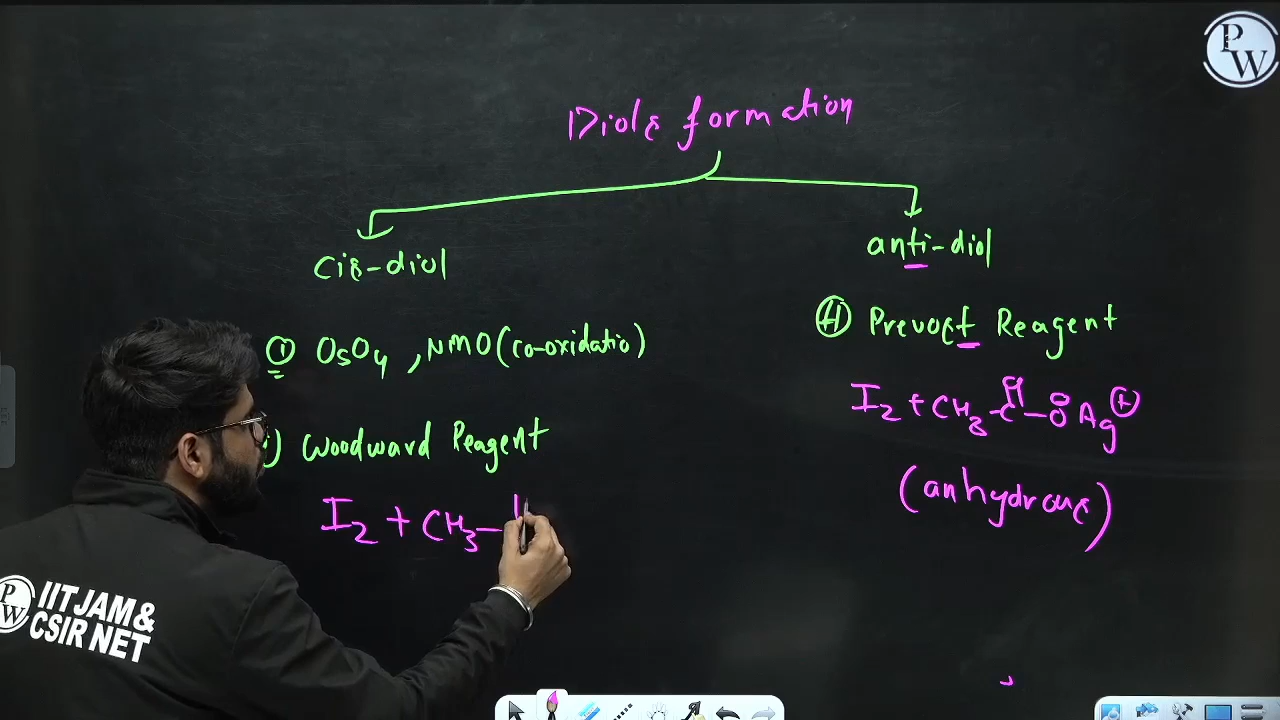 PW
Diols formation
cis-diol
anti-diol
① OsO4, NMO (co-oxidatio)
Woodward Reagent
I2 + CH3-
Prevost Reagent
I2 + CH3-C-O Ag
(anhydrous)
PW IIT JAM &
CSIR NET